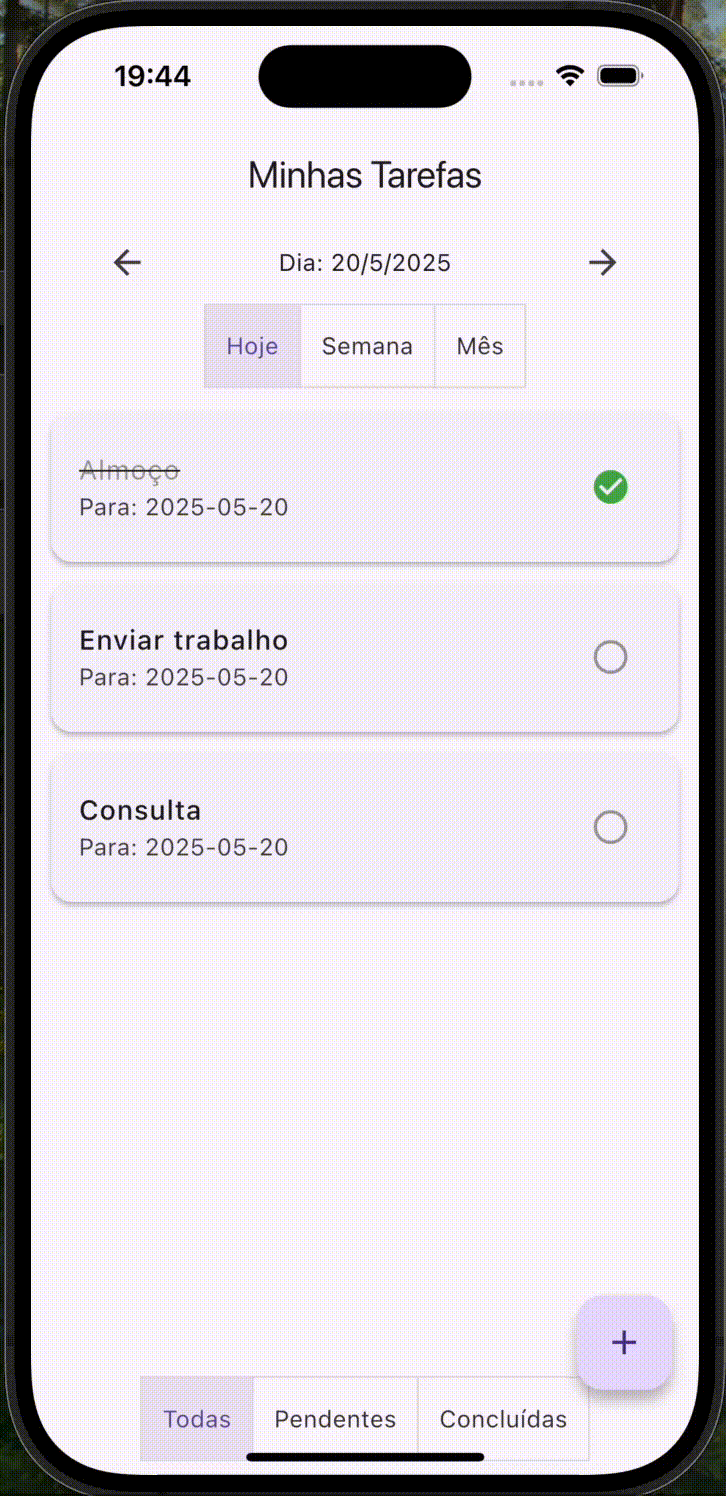 19:44
Minhas Tarefas
Dia: 20/5/2025
Hoje Semana Mês
Almoço
Para: 2025-05-20
Enviar trabalho
Para: 2025-05-20
Consulta
Para: 2025-05-20
+
Todas Pendentes Concluídas